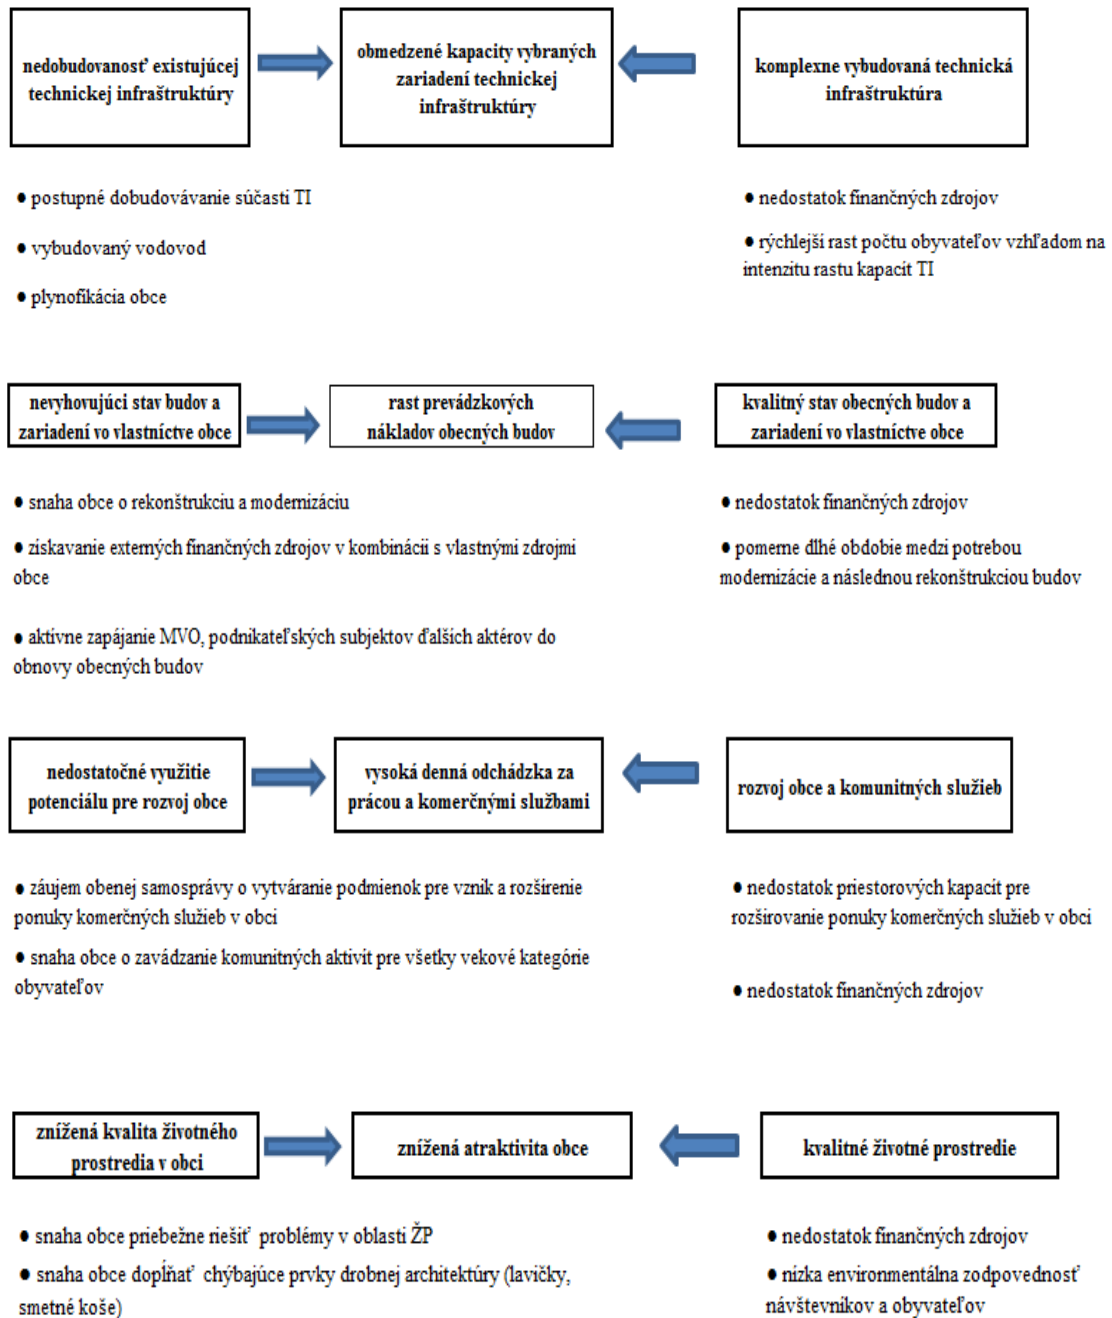 nedobudovanosť existujúcej
technickej infraštruktúry
obmedzené kapacity vybraných
zariadení technickej
infraštruktúry
komplexne vybudovaná technická
infraštruktúra
● postupné dobudovávanie súčasti TI
● vybudovaný vodovod
● plynofikácia obce
● nedostatok finančných zdrojov
● rýchlejší rast počtu obyvateľov vzhľadom na
intenzitu rastu kapacít TI
nevyhovujúci stav budov a
zariadení vo vlastníctve obce
rast prevádzkových
nákladov obecných budov
kvalitný stav obecných budov a
zariadení vo vlastníctve obce
● snaha obce o rekonštrukciu a modernizáciu
● získavanie externých finančných zdrojov v kombinácii s vlastnými zdrojmi
obce
● aktívne zapájanie MVO, podnikateľských subjektov ďalších aktérov do
obnovy obecných budov
● nedostatok finančných zdrojov
● pomerne dlhé obdobie medzi potrebou
modernizácie a následnou rekonštrukciou budov
nedostatočné využitie
potenciálu pre rozvoj obce
vysoká denná odchádzka za
prácou a komerčnými službami
rozvoj obce a komunitných služieb
● záujem obenej samosprávy o vytváranie podmienok pre vznik a rozšírenie
ponuky komerčných služieb v obci
● snaha obce o zavádzanie komunitných aktivít pre všetky vekové kategórie
obyvateľov
● nedostatok priestorových kapacít pre
rozširovanie ponuky komerčných služieb v obci
● nedostatok finančných zdrojov
znížená kvalita životného
prostredia v obci
znížená atraktivita obce
kvalitné životné prostredie
● snaha obce priebežne riešiť problémy v oblasti ŽP
● snaha obce dopĺňať chýbajúce prvky drobnej architektúry (lavičky,
smetné koše)
● nedostatok finančných zdrojov
● nízka environmentálna zodpovednosť
návštevníkov a obyvateľov